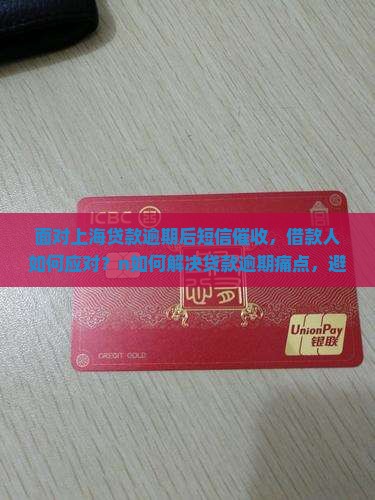 ICBC
面对上海贷款逾期后短信催收，借款人
如何应对？n如何解决贷款逾期痛点，避
UnionPay
银联
CREDIT GOLD